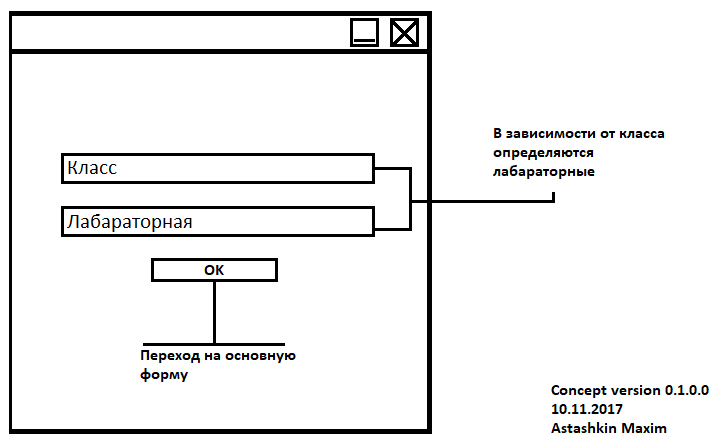 В зависимости от класса
определяются
лабараторные
Класс
Лабараторная
OK
Переход на основную
форму
Concept version 0.1.0.0
10.11.2017
Astashkin Maxim